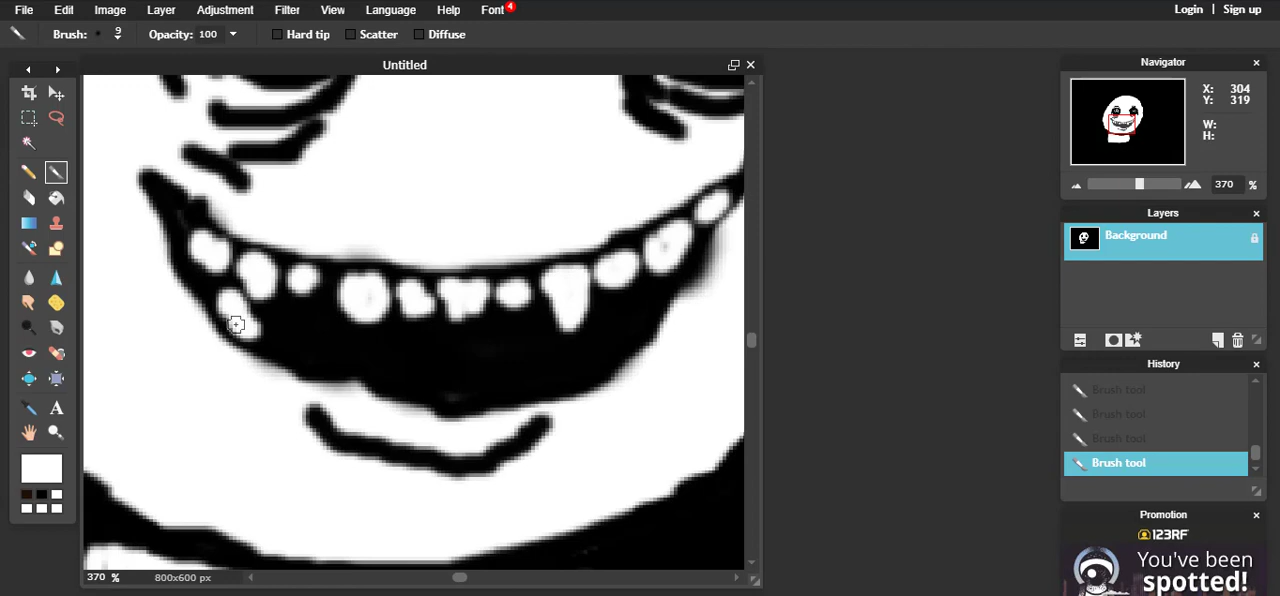 File Edit Image Layer Adjustment Filter View Language Help Font 4 Login | Sign up
Brush: 9 Opacity: 100 Hard tip Scatter Diffuse
Untitled
370 % 800x600 px
Navigator
X: 304
Y: 319
W:
H:
370 %
Layers
Background
History
Brush tool
Brush tool
Brush tool
Brush tool
Promotion
123RF
You've been
spotted!
A